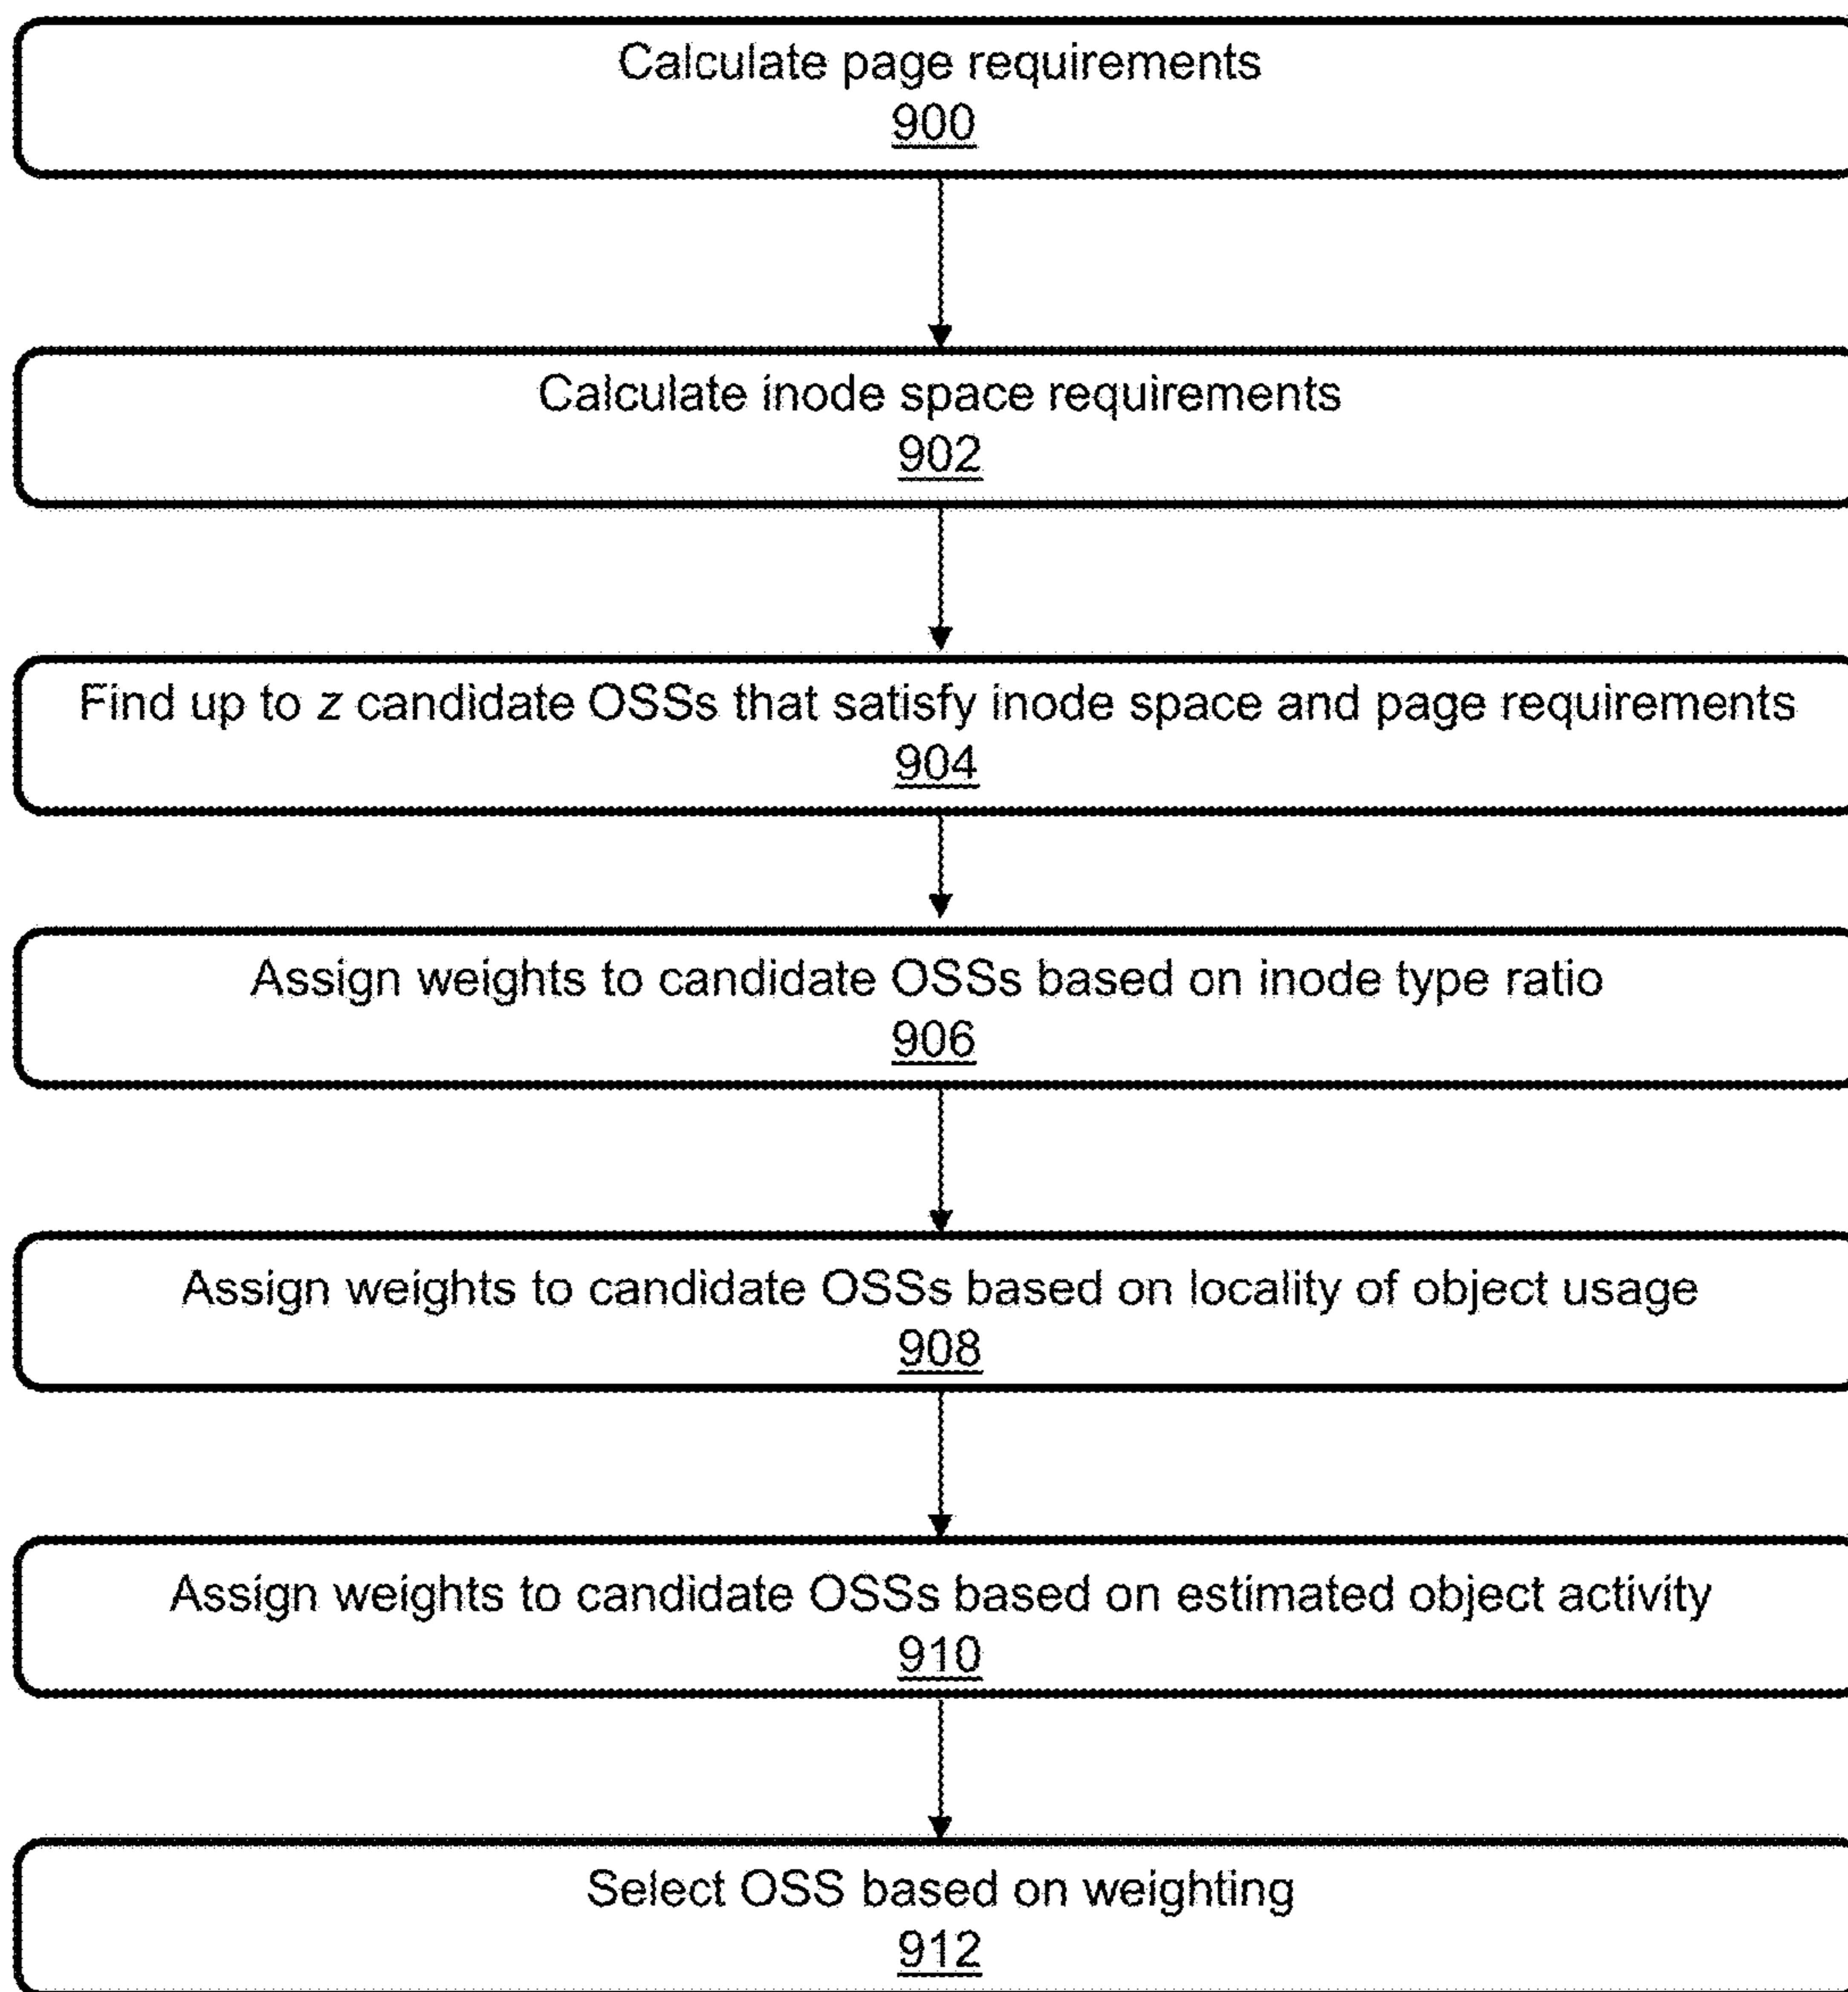 Calculate page requirements
900
Calculate inode space requirements
902
Find up to z candidate OSSs that satisfy inode space and page requirements
904
Assign weights to candidate OSSs based on inode type ratio
906
Assign weights to candidate OSSs based on locality of object usage
908
Assign weights to candidate OSSs based on estimated object activity
910
Select OSS based on weighting
912